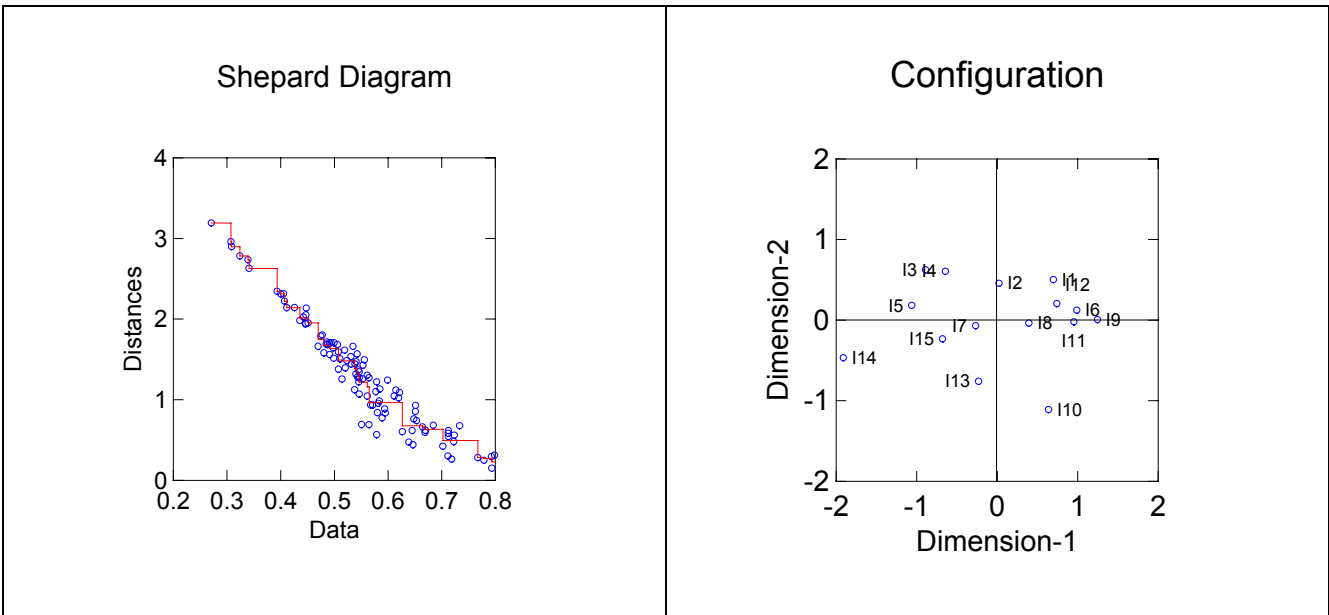 Shepard Diagram
4
3
2
1
0
Distances
0.2 0.3 0.4 0.5 0.6 0.7 0.8
Data
Configuration
2
1
0
-1
-2
Dimension-2
I3 I4 I2 I1
I12
I5 I6
I7 I8 I9
I15 I11
I14
I13
I10
-2 -1 0 1 2
Dimension-1